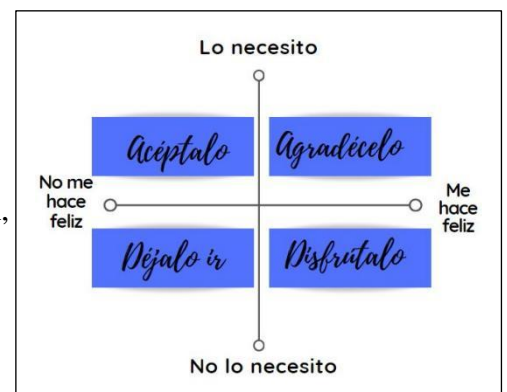 Lo necesito
Acéptalo Agradécelo
No me
hace
feliz
Me
hace
feliz
Déjalo ir Disfrútalo
No lo necesito